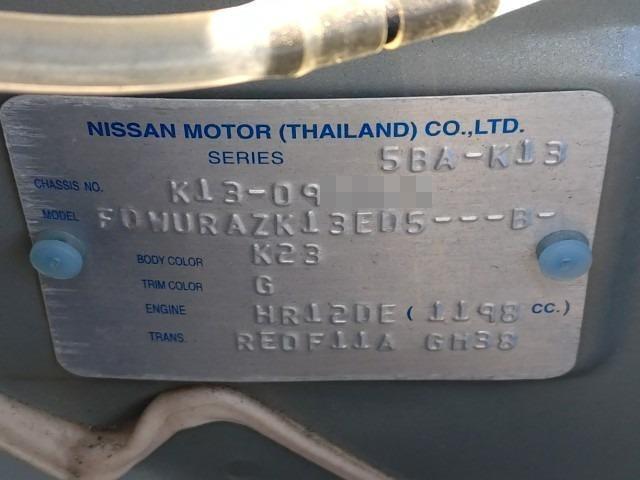 NISSAN MOTOR (THAILAND) CO.,LTD.
SERIES 5BA-K13
CHASSIS NO. K13-09
MODEL FDWURAZK13EDS---B-
BODY COLOR K23
TRIM COLOR G
ENGINE HR12DE ( 1198 CC.)
TRANS. RE0F11A GH38